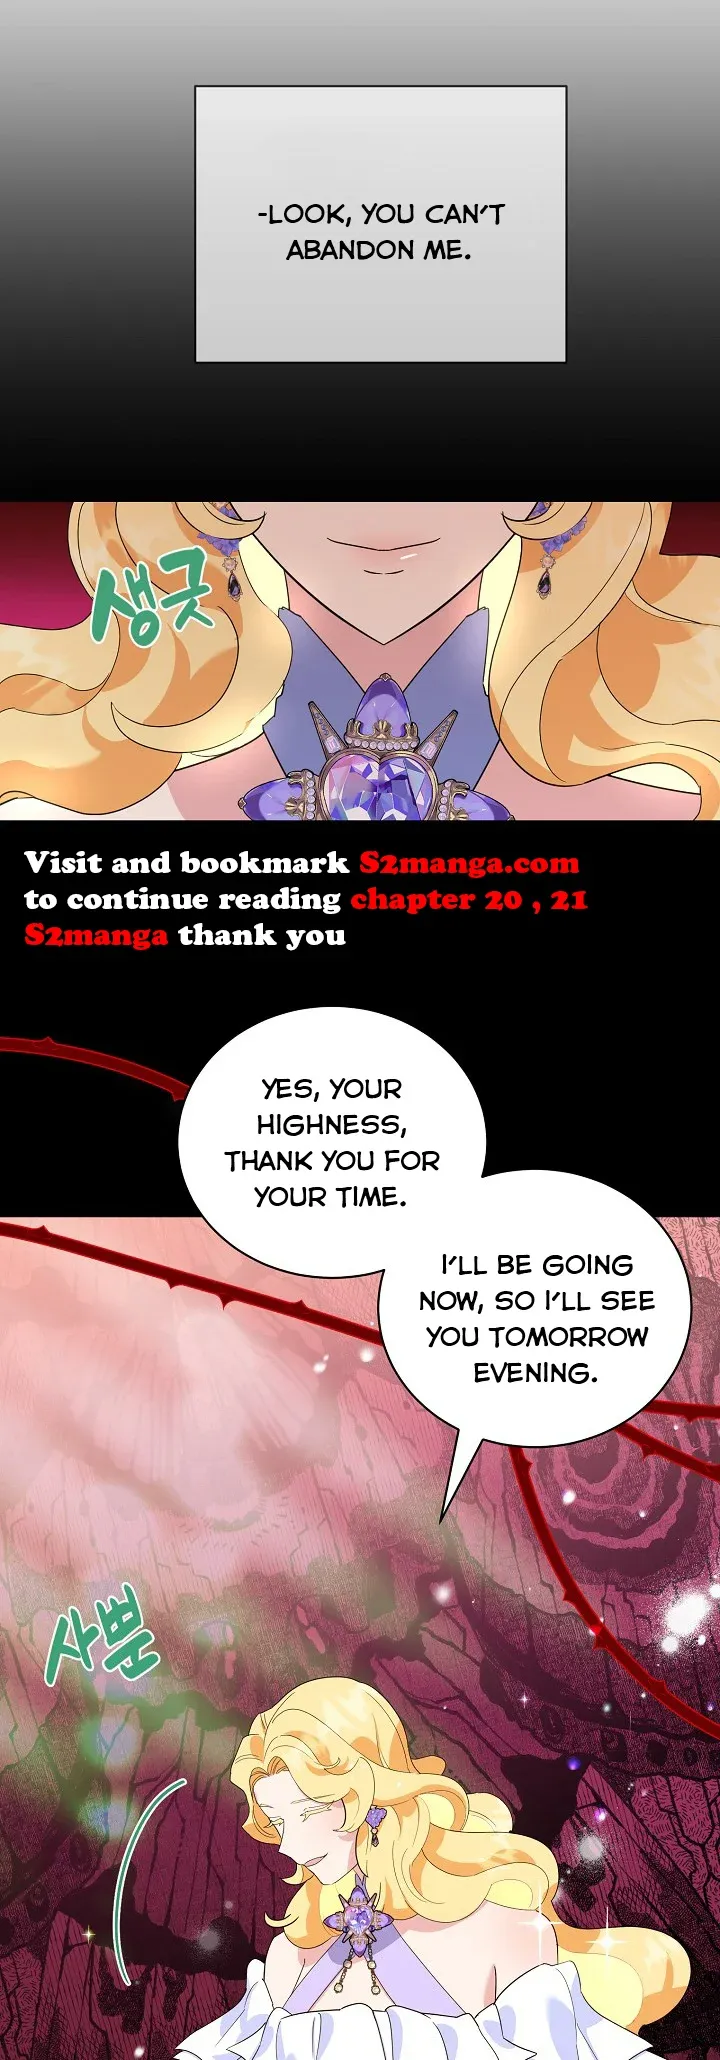 -LOOK, YOU CAN'T
ABANDON ME.
생긋
Visit and bookmark S2manga.com
to continue reading chapter 20 , 21
S2manga thank you
YES, YOUR
HIGHNESS,
THANK YOU FOR
YOUR TIME.
I'LL BE GOING
NOW, SO I'LL SEE
YOU TOMORROW
EVENING.
사뿐